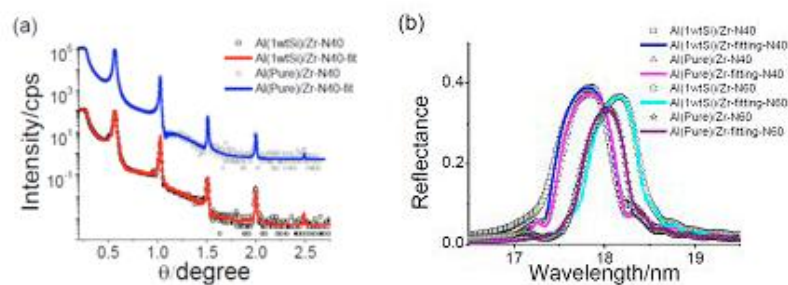 (a)
Al(1wtSi)/Zr-N40
Al(1wtSi)/Zr-N40-fit
Al(Pure)/Zr-N40
Al(Pure)/Zr-N40-fit
Intensity/cps
10⁵
10³
10¹
10⁻¹
0.5 1.0 1.5 2.0 2.5
θ/degree
(b)
Al(1wtSi)/Zr-N40
Al(1wtSi)/Zr-fitting-N40
Al(Pure)/Zr-N40
Al(Pure)/Zr-fitting-N40
Al(1wtSi)/Zr-N60
Al(1wtSi)/Zr-fitting-N60
Al(Pure)/Zr-N60
Al(Pure)/Zr-fitting-N60
Reflectance
0.4
0.2
0.0
17 18 19
Wavelength/nm